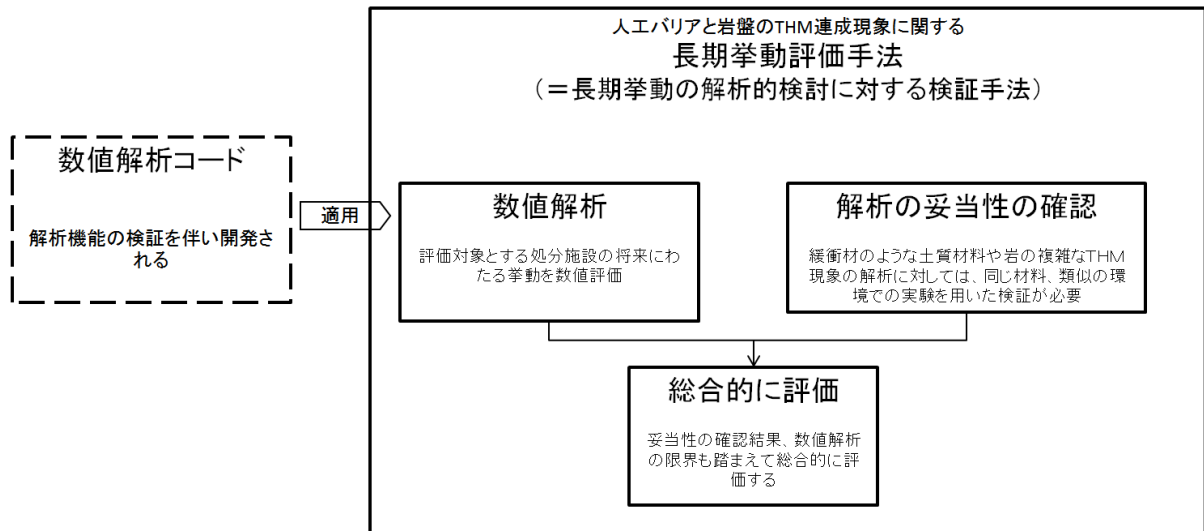 人工バリアと岩盤のTHM連成現象に関する
長期挙動評価手法
（＝長期挙動の解析的検討に対する検証手法）
数値解析コード
解析機能の検証を伴い開発さ
れる
適用
数値解析
評価対象とする処分施設の将来にわ
たる挙動を数値評価
解析の妥当性の確認
緩衝材のような土質材料や岩の複雑なTHM
現象の解析に対しては、同じ材料、類似の環
境での実験を用いた検証が必要
総合的に評価
妥当性の確認結果、数値解析
の限界も踏まえて総合的に評
価する